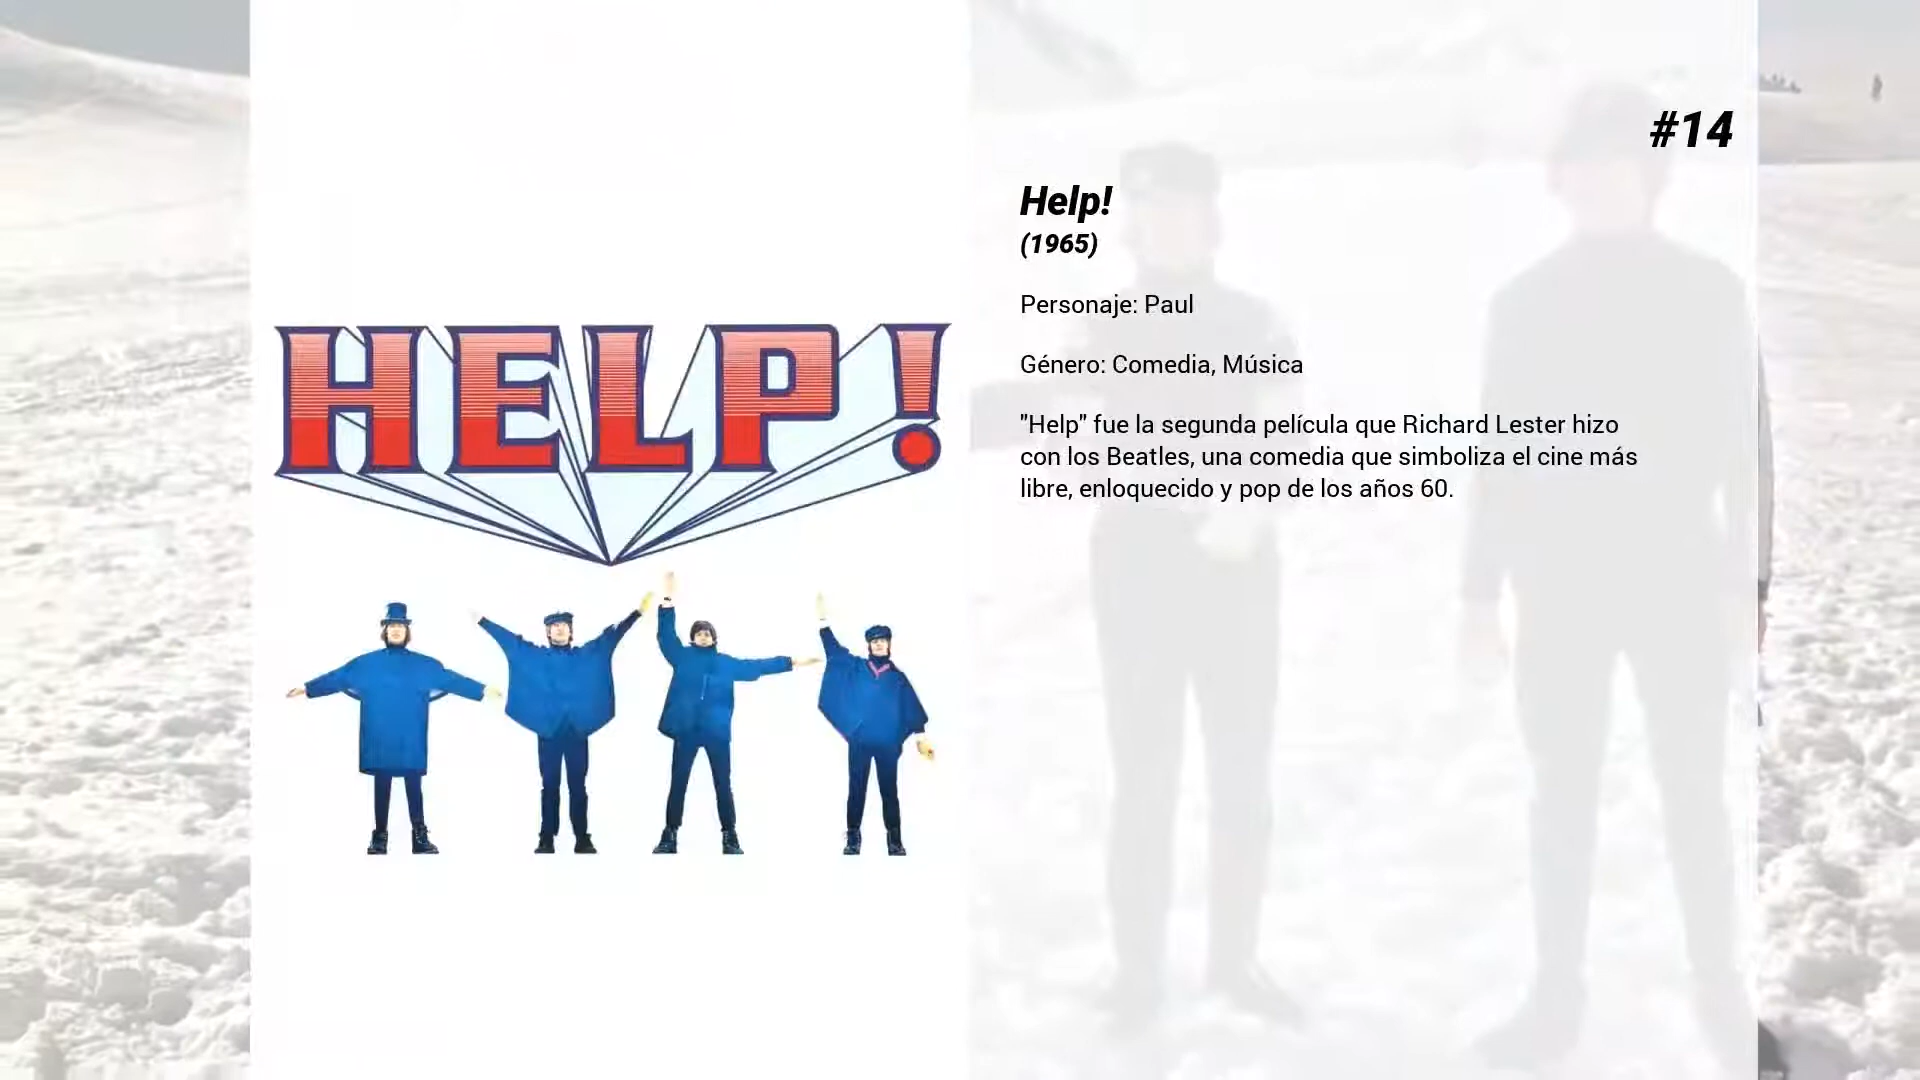 HELP!
#14
Help!
(1965)
Personaje: Paul
Género: Comedia, Música
"Help" fue la segunda película que Richard Lester hizo
con los Beatles, una comedia que simboliza el cine más
libre, enloquecido y pop de los años 60.